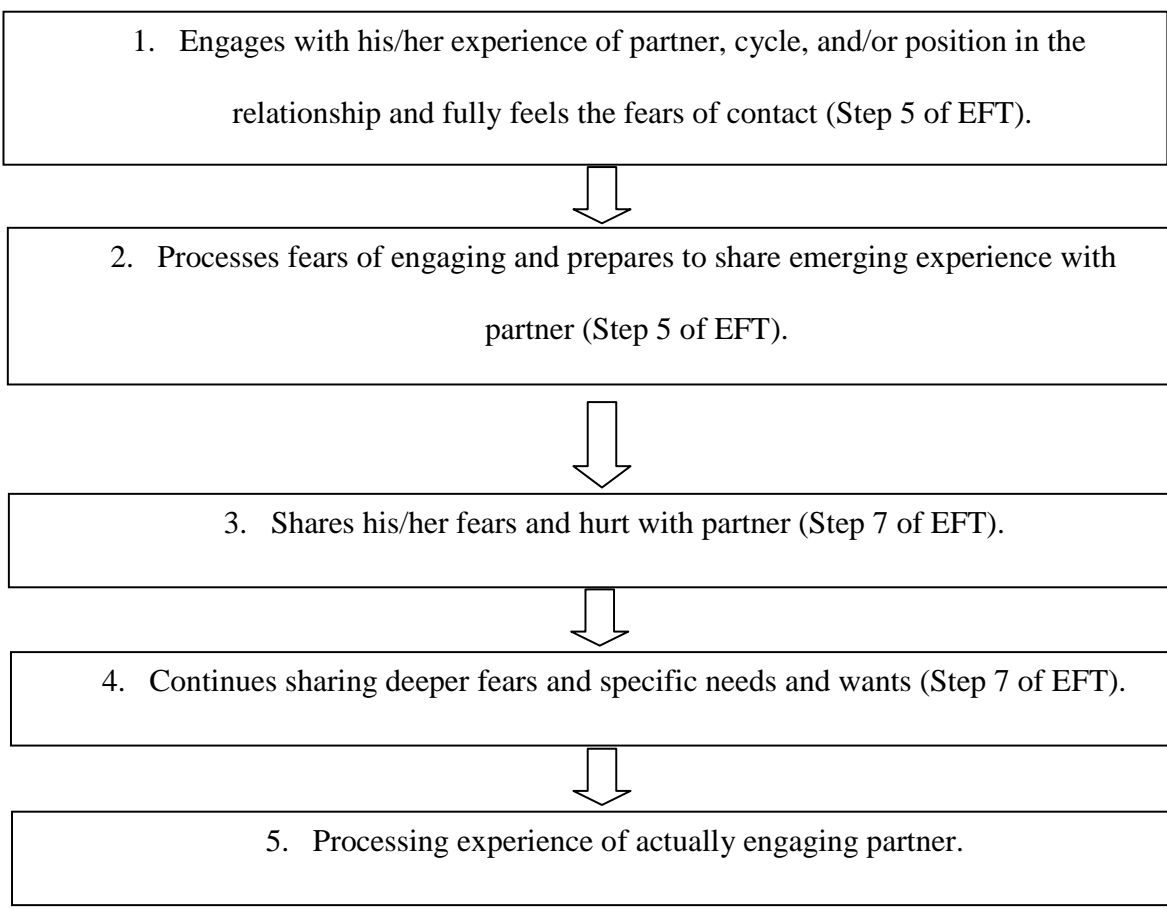 1. Engages with his/her experience of partner, cycle, and/or position in the
relationship and fully feels the fears of contact (Step 5 of EFT).
2. Processes fears of engaging and prepares to share emerging experience with
partner (Step 5 of EFT).
3. Shares his/her fears and hurt with partner (Step 7 of EFT).
4. Continues sharing deeper fears and specific needs and wants (Step 7 of EFT).
5. Processing experience of actually engaging partner.